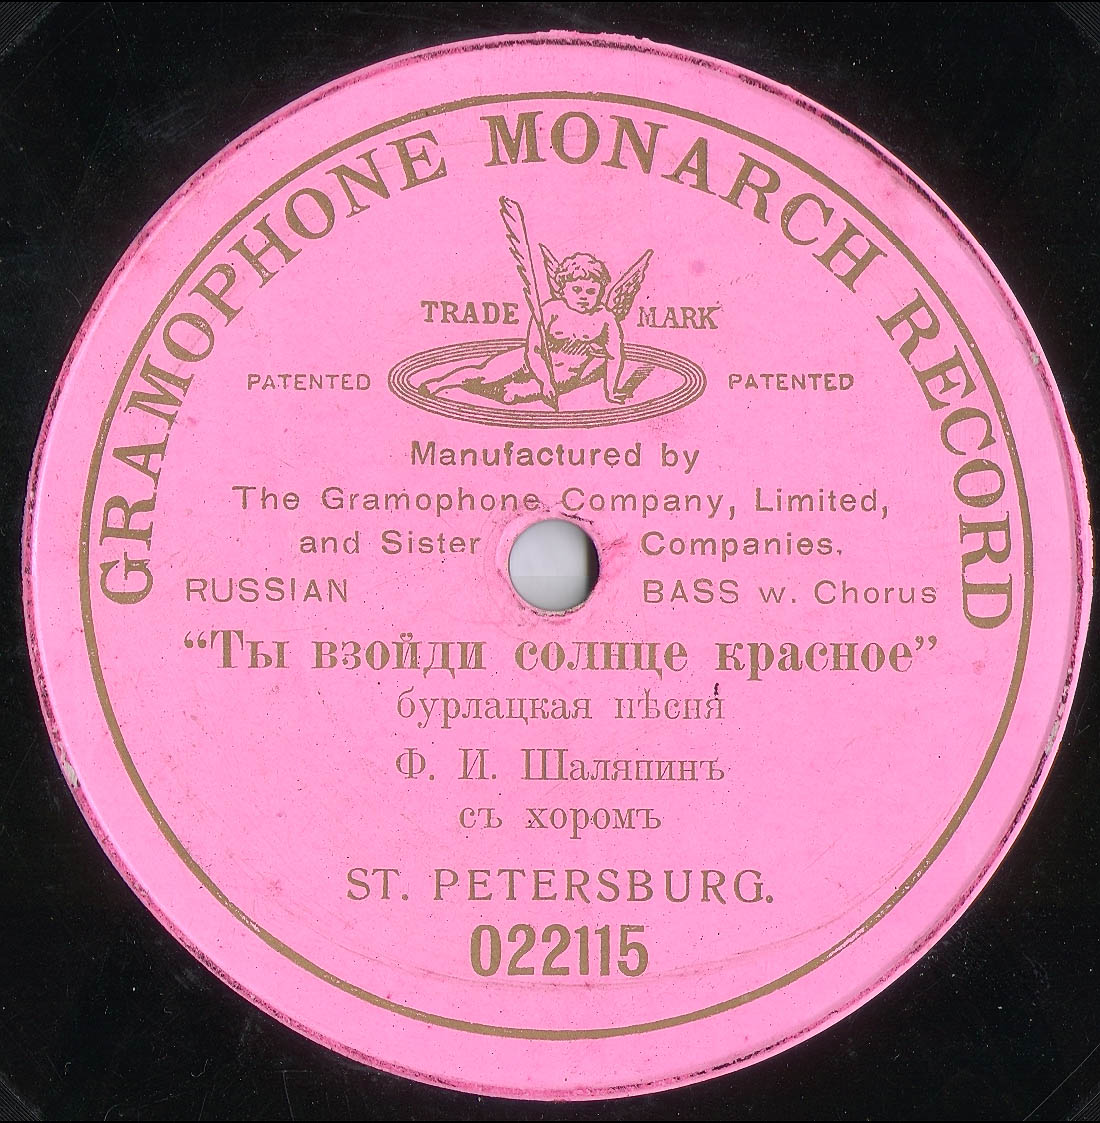 GRAMOPHONE MONARCH RECORD
TRADE MARK
PATENTED PATENTED
Manufactured by
The Gramophone Company, Limited,
and Sister Companies.
RUSSIAN BASS w. Chorus
“Ты взойди солнце красное”
бурлацкая пѣсня
Ф. И. Шаляпинъ
съ хоромъ
ST. PETERSBURG.
022115